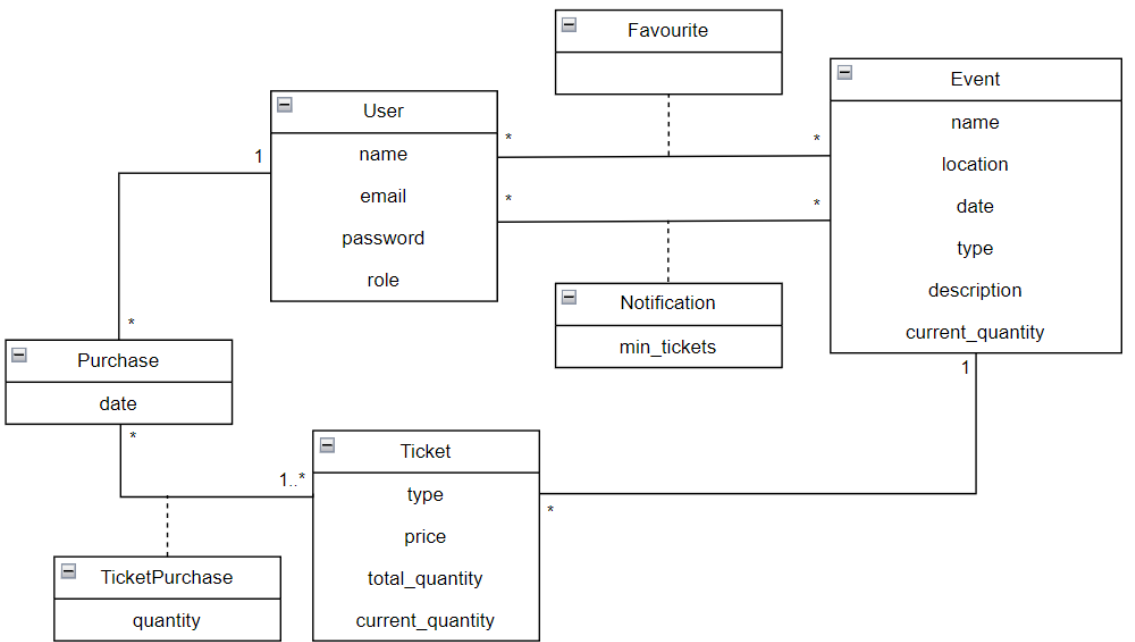 Favourite
Event
name
location
date
type
description
current_quantity
User
name
email
password
role
*
*
*
*
1
*
Notification
min_tickets
1
Purchase
date
*
1..*
Ticket
type
price
total_quantity
current_quantity
*
TicketPurchase
quantity